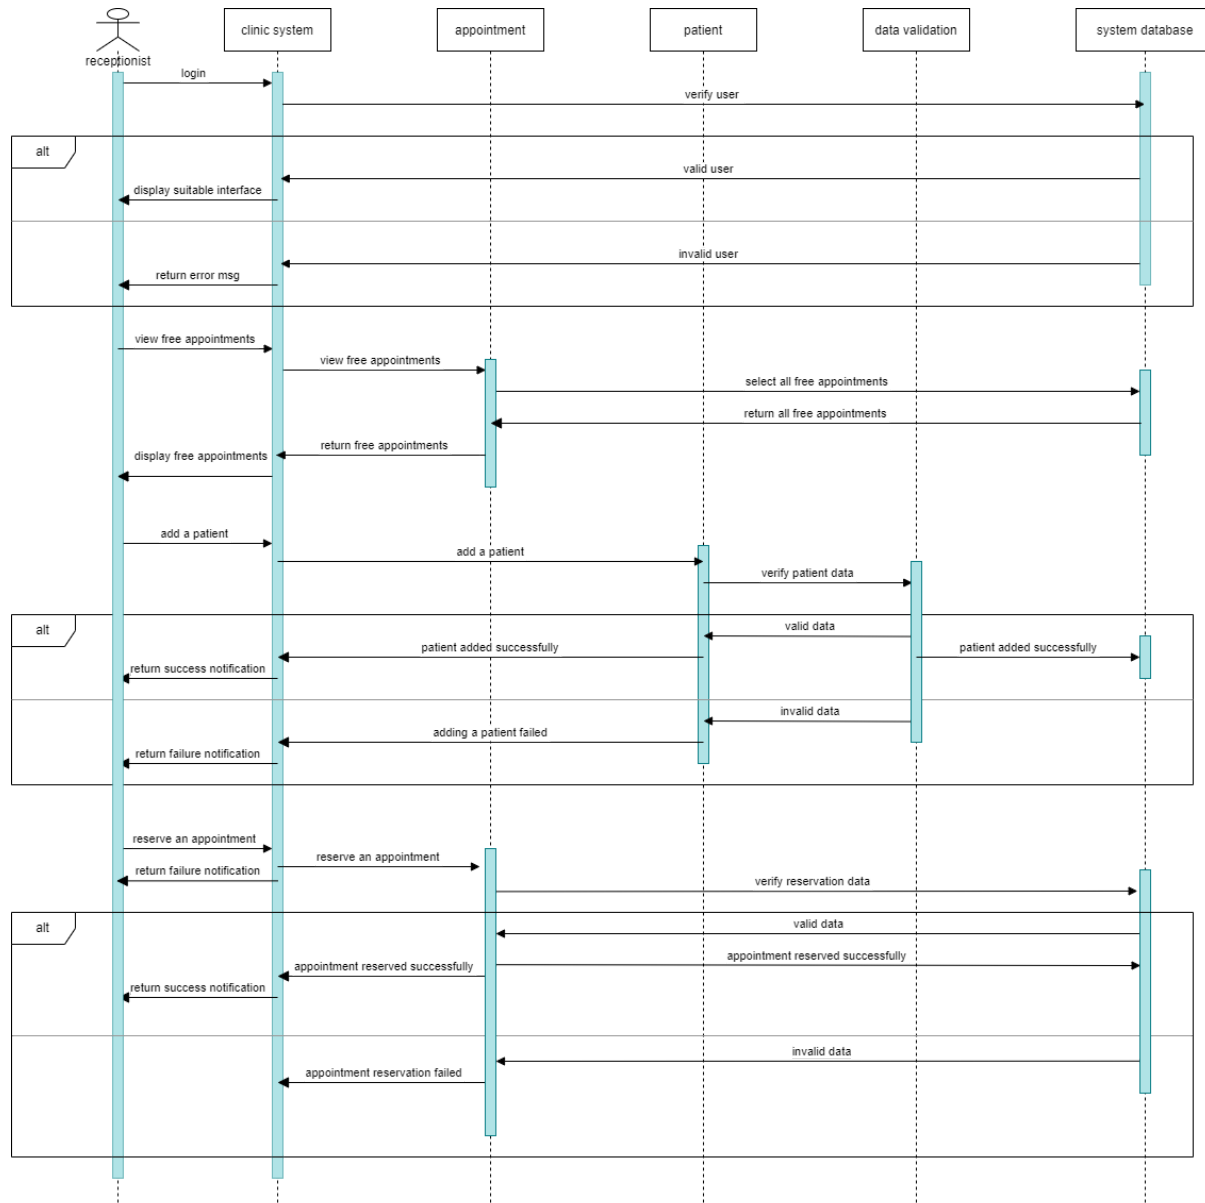 clinic system
appointment
patient
data validation
system database
receptionist
login
verify user
alt
valid user
display suitable interface
invalid user
return error msg
view free appointments
view free appointments
select all free appointments
return all free appointments
return free appointments
display free appointments
add a patient
add a patient
verify patient data
alt
valid data
patient added successfully
patient added successfully
return success notification
invalid data
adding a patient failed
return failure notification
reserve an appointment
reserve an appointment
return failure notification
verify reservation data
alt
valid data
appointment reserved successfully
appointment reserved successfully
return success notification
invalid data
appointment reservation failed